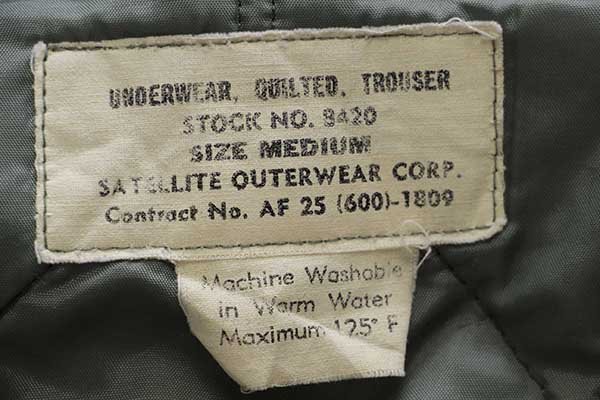 UNDERWEAR, QUILTED, TROUSER
STOCK NO. 8420
SIZE MEDIUM
SATELLITE OUTERWEAR CORP.
Contract No. AF 25 (600)-1809
Machine Washable
in Warm Water
Maximum 125° F